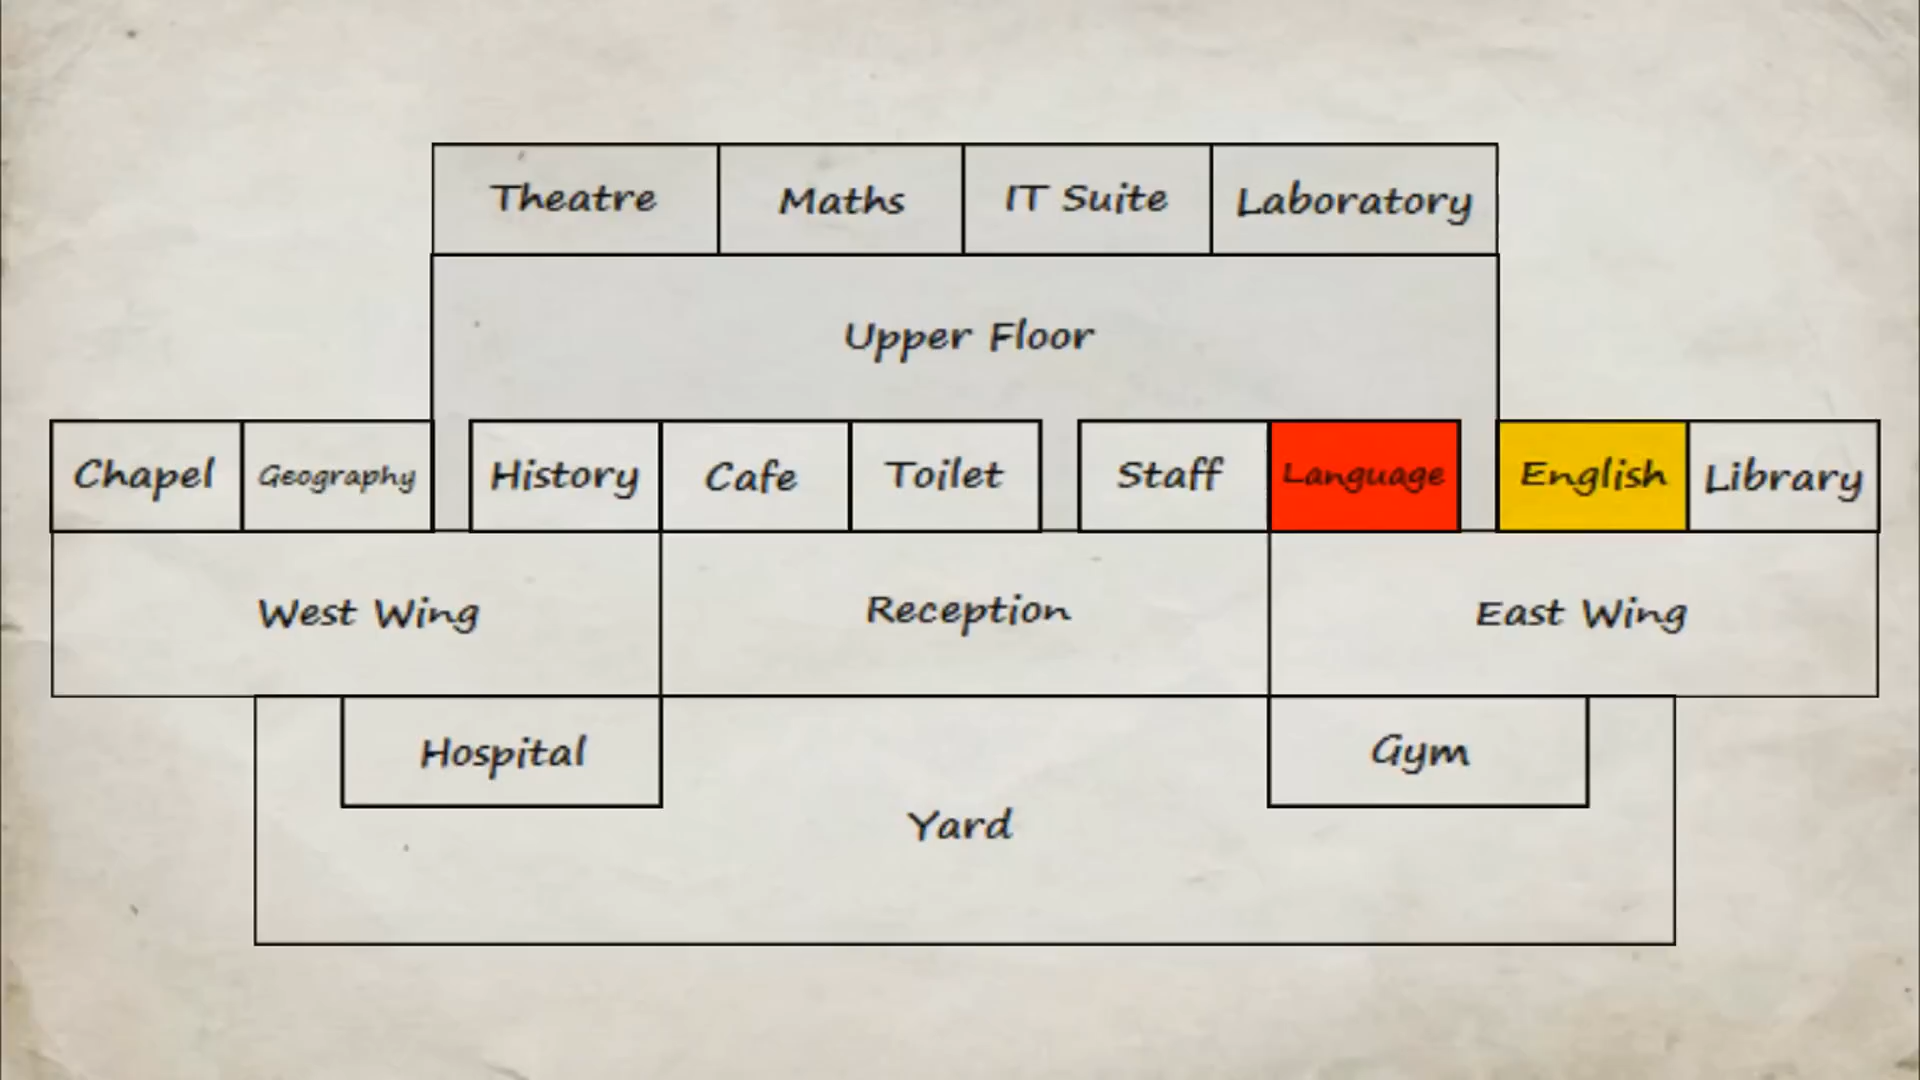 Theatre
Maths
IT Suite
Laboratory
Upper Floor
Chapel
Geography
History
Cafe
Toilet
Staff
Language
English
Library
West Wing
Reception
East Wing
Hospital
Gym
Yard